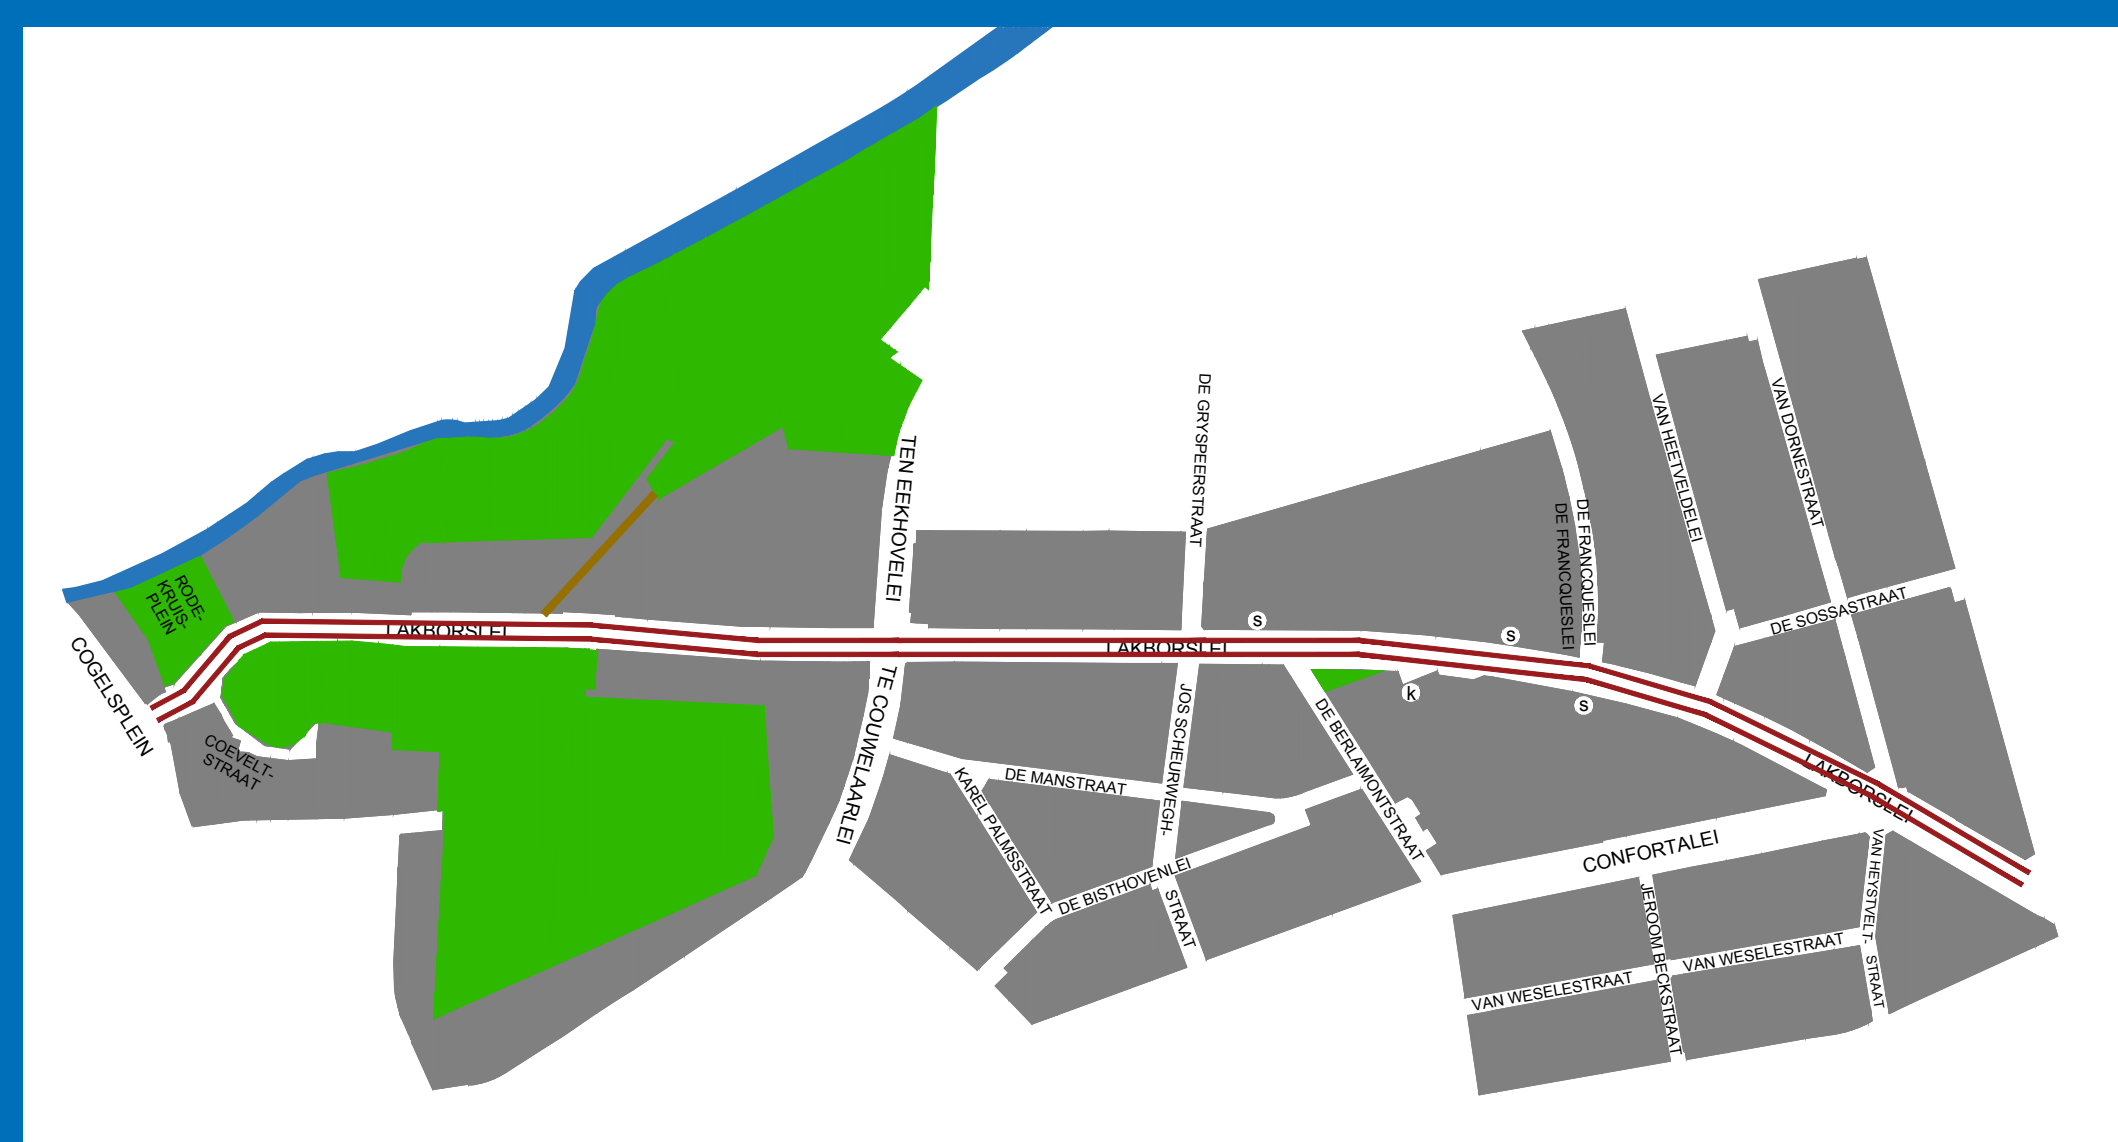 RODE-
KRUIS-
PLEIN
COGELSPLEIN
COEVELT-
STRAAT
LAKBORSLEI
TEN EEKHOVELEI
TE COUWELAARLEI
DE GRYSPEERSTRAAT
LAKBORSLEI
s
s
s
k
JOS SCHEURWEGH-
STRAAT
DE MANSTRAAT
KAREL PALMSSTRAAT
DE BISTHOVENLEI
DE BERLAIMONTSTRAAT
DE FRANCQUESLEI
DE FRANCQUESLEI
VAN HEETVELDELEI
VAN DORNESTRAAT
DE SOSSASTRAAT
LAKBORSLEI
CONFORTALEI
JEROOM BECKSTRAAT
VAN HEYSTVELT-
STRAAT
VAN WESELESTRAAT
VAN WESELESTRAAT